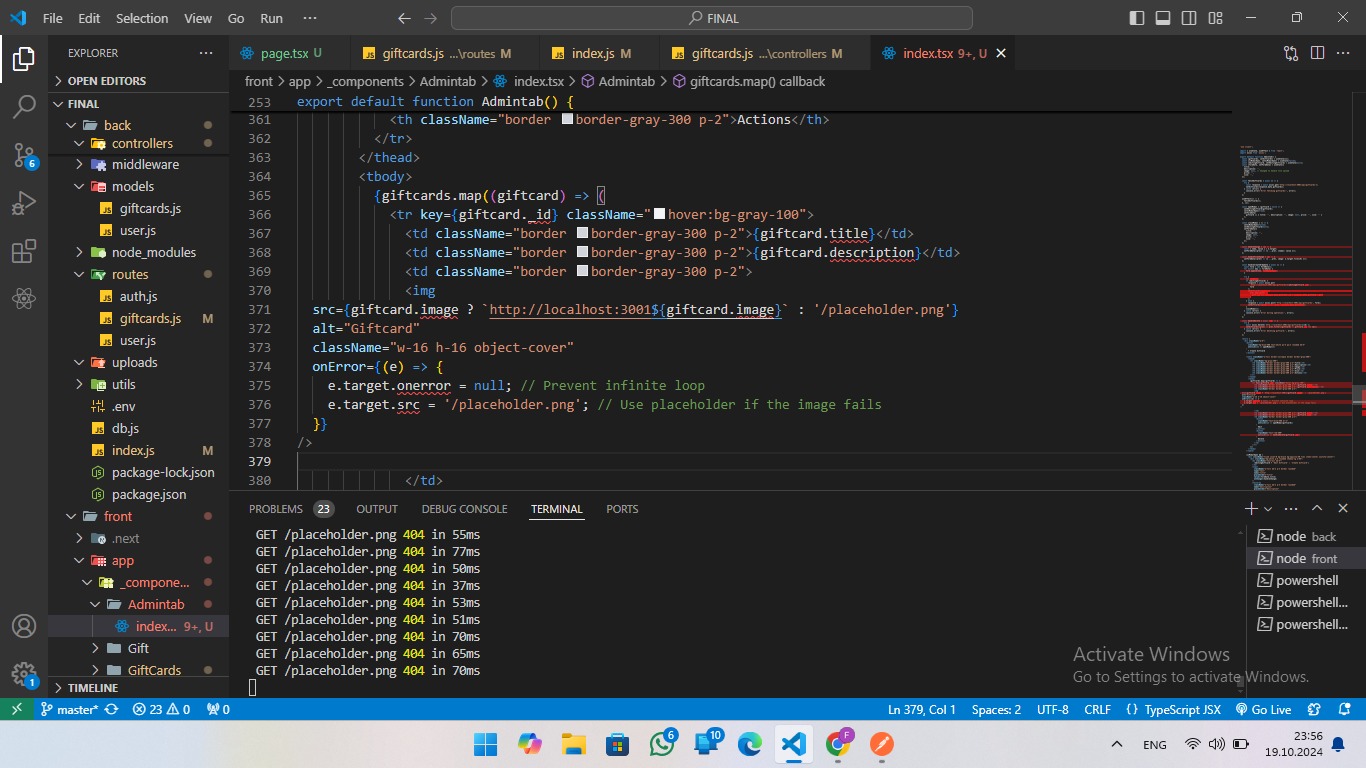 File Edit Selection View Go Run ··· FINAL
EXPLORER ···
page.tsx U giftcards.js ...\routes M index.js M giftcards.js ...\controllers M index.tsx 9+, U
OPEN EDITORS
front > app > _components > Admintab > index.tsx > Admintab > giftcards.map() callback
FINAL
back
controllers
middleware
models
giftcards.js
user.js
node_modules
routes
auth.js
giftcards.js M
user.js
uploads
utils
.env
db.js
index.js M
package-lock.json
package.json
front
.next
app
_compone...
Admintab
index... 9+, U
Gift
GiftCards
TIMELINE
253 export default function Admintab() {
361 <th className="border border-gray-300 p-2">Actions</th>
362 </tr>
363 </thead>
364 <tbody>
365 {giftcards.map((giftcard) => (
366 <tr key={giftcard._id} className="hover:bg-gray-100">
367 <td className="border border-gray-300 p-2">{giftcard.title}</td>
368 <td className="border border-gray-300 p-2">{giftcard.description}</td>
369 <td className="border border-gray-300 p-2">
370 <img
371 src={giftcard.image ? `http://localhost:3001${giftcard.image}` : '/placeholder.png'}
372 alt="Giftcard"
373 className="w-16 h-16 object-cover"
374 onError={(e) => {
375 e.target.onerror = null; // Prevent infinite loop
376 e.target.src = '/placeholder.png'; // Use placeholder if the image fails
377 }}
378 />
379
380 </td>
PROBLEMS 23 OUTPUT DEBUG CONSOLE TERMINAL PORTS
GET /placeholder.png 404 in 55ms
GET /placeholder.png 404 in 77ms
GET /placeholder.png 404 in 50ms
GET /placeholder.png 404 in 37ms
GET /placeholder.png 404 in 53ms
GET /placeholder.png 404 in 51ms
GET /placeholder.png 404 in 70ms
GET /placeholder.png 404 in 65ms
GET /placeholder.png 404 in 70ms
node back
node front
powershell
powershell...
powershell...
Activate Windows
Go to Settings to activate Windows.
6
1
master* 23 0 0 Ln 379, Col 1 Spaces: 2 UTF-8 CRLF {} TypeScript JSX Go Live
6 10 F ENG 23:56
19.10.2024